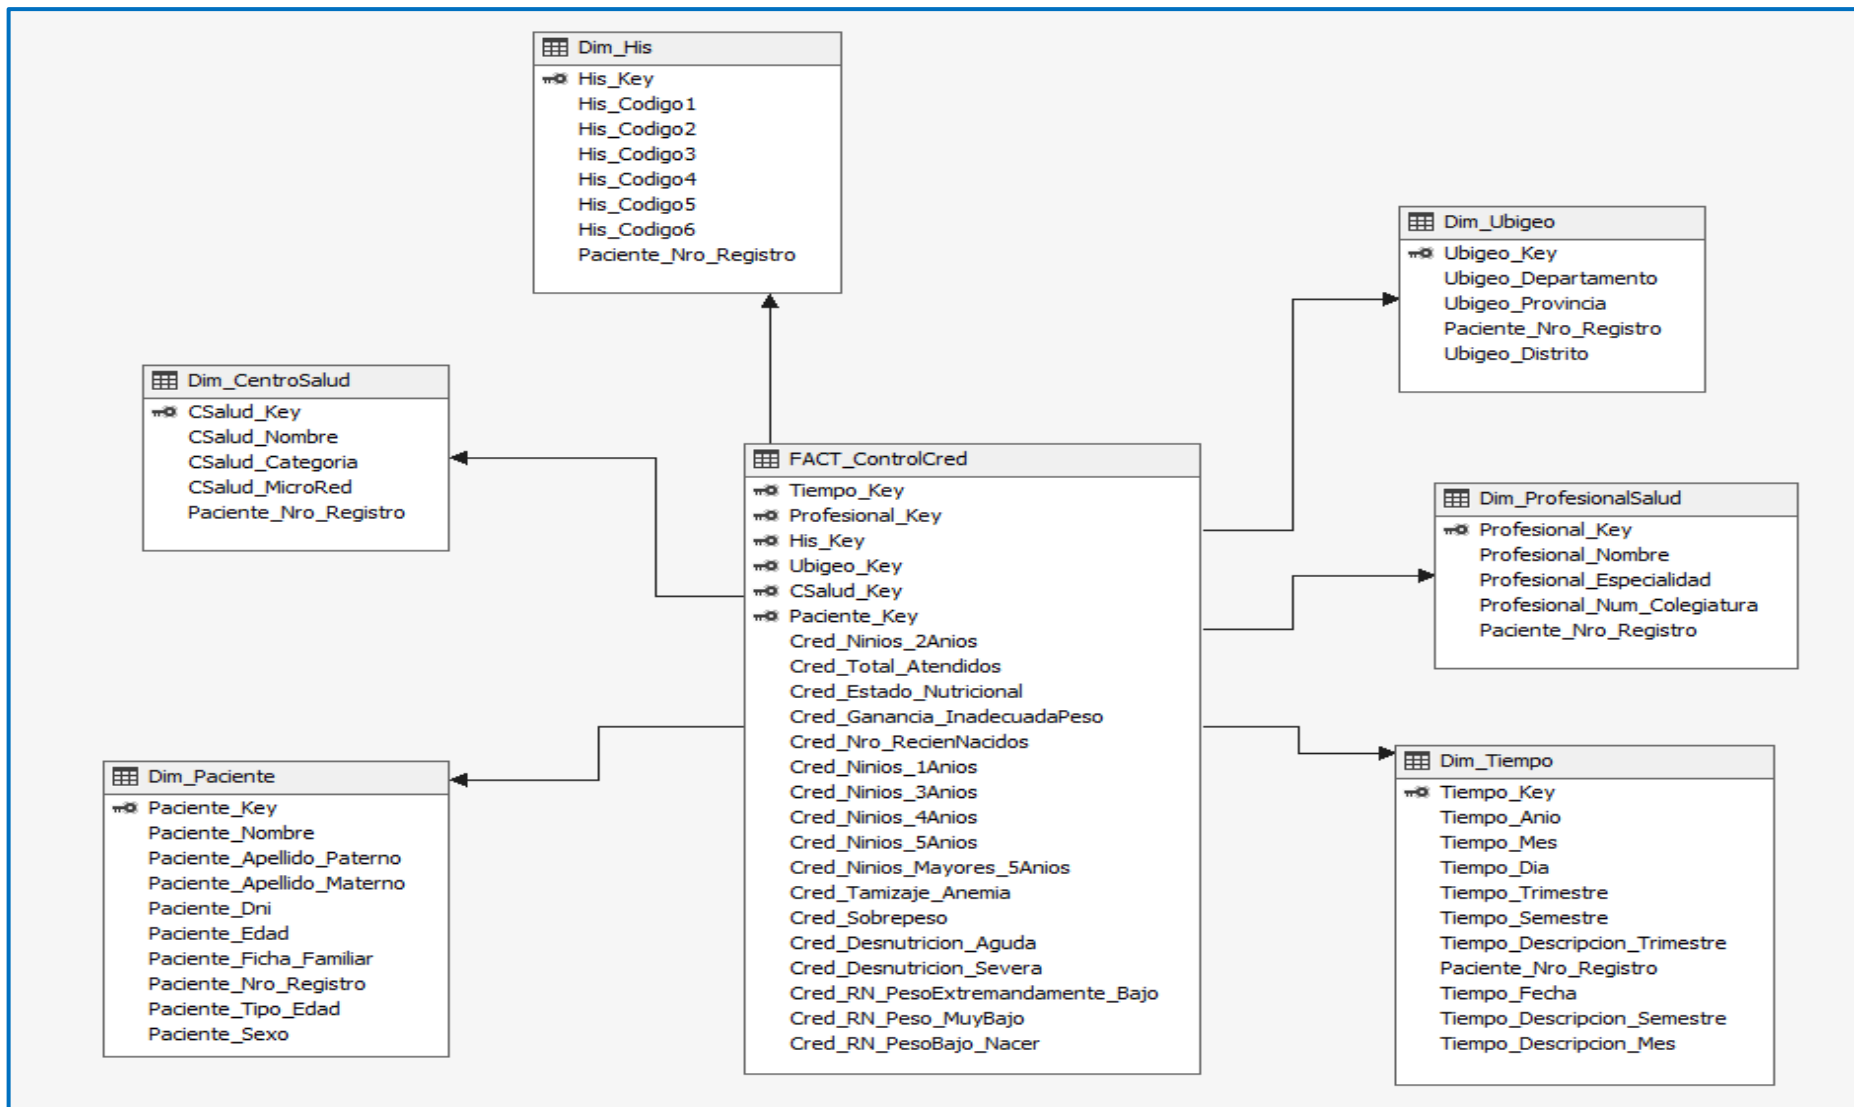 Dim_His
His_Key
His_Codigo1
His_Codigo2
His_Codigo3
His_Codigo4
His_Codigo5
His_Codigo6
Paciente_Nro_Registro
Dim_Ubigeo
Ubigeo_Key
Ubigeo_Departamento
Ubigeo_Provincia
Paciente_Nro_Registro
Ubigeo_Distrito
Dim_CentroSalud
CSalud_Key
CSalud_Nombre
CSalud_Categoria
CSalud_MicroRed
Paciente_Nro_Registro
FACT_ControlCred
Tiempo_Key
Profesional_Key
His_Key
Ubigeo_Key
CSalud_Key
Paciente_Key
Cred_Ninios_2Anios
Cred_Total_Atendidos
Cred_Estado_Nutricional
Cred_Ganancia_InadecuadaPeso
Cred_Nro_RecienNacidos
Cred_Ninios_1Anios
Cred_Ninios_3Anios
Cred_Ninios_4Anios
Cred_Ninios_5Anios
Cred_Ninios_Mayores_5Anios
Cred_Tamizaje_Anemia
Cred_Sobrepeso
Cred_Desnutricion_Aguda
Cred_Desnutricion_Severa
Cred_RN_PesoExtremandamente_Bajo
Cred_RN_Peso_MuyBajo
Cred_RN_PesoBajo_Nacer
Dim_ProfesionalSalud
Profesional_Key
Profesional_Nombre
Profesional_Especialidad
Profesional_Num_Colegiatura
Paciente_Nro_Registro
Dim_Paciente
Paciente_Key
Paciente_Nombre
Paciente_Apellido_Paterno
Paciente_Apellido_Materno
Paciente_Dni
Paciente_Edad
Paciente_Ficha_Familiar
Paciente_Nro_Registro
Paciente_Tipo_Edad
Paciente_Sexo
Dim_Tiempo
Tiempo_Key
Tiempo_Anio
Tiempo_Mes
Tiempo_Dia
Tiempo_Trimestre
Tiempo_Semestre
Tiempo_Descripcion_Trimestre
Paciente_Nro_Registro
Tiempo_Fecha
Tiempo_Descripcion_Semestre
Tiempo_Descripcion_Mes